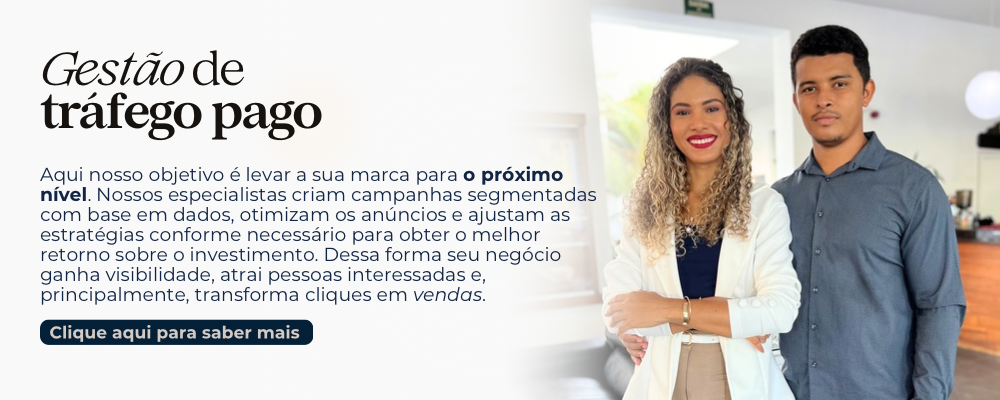 Gestão de
tráfego pago
Aqui nosso objetivo é levar a sua marca para o próximo
nível. Nossos especialistas criam campanhas segmentadas
com base em dados, otimizam os anúncios e ajustam as
estratégias conforme necessário para obter o melhor
retorno sobre o investimento. Dessa forma seu negócio
ganha visibilidade, atrai pessoas interessadas e,
principalmente, transforma cliques em vendas.
Clique aqui para saber mais